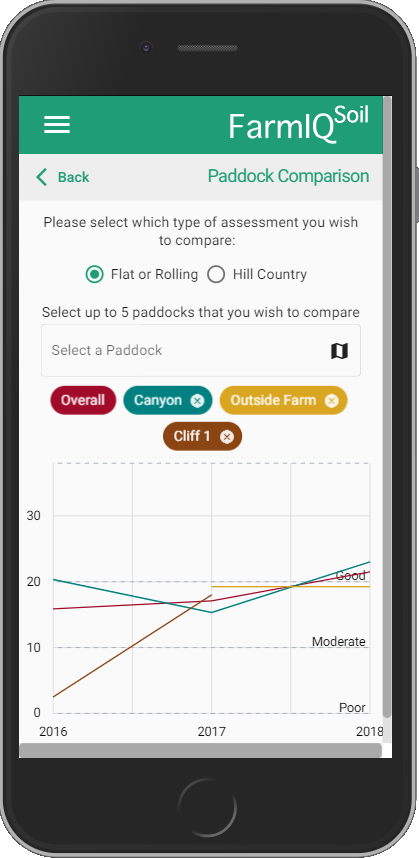 FarmIQ Soil
Back
Paddock Comparison
Please select which type of assessment you wish
to compare:
Flat or Rolling
Hill Country
Select up to 5 paddocks that you wish to compare
Select a Paddock
Overall
Canyon
Outside Farm
Cliff 1
30
20
Good
10
Moderate
0
Poor
2016
2017
2018